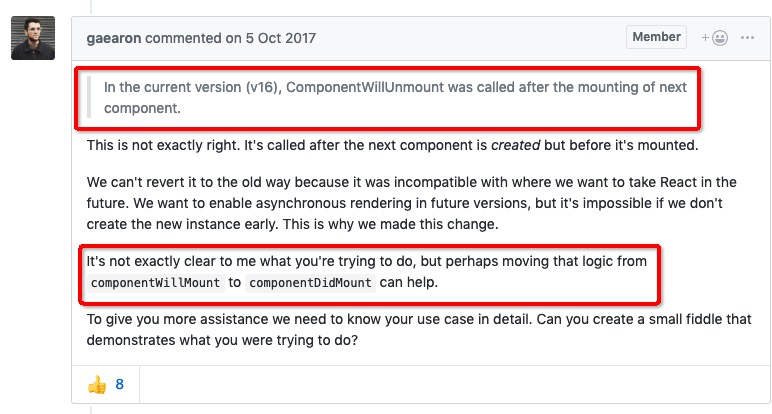 gaearon commented on 5 Oct 2017
Member
In the current version (v16), ComponentWillUnmount was called after the mounting of next
component.
This is not exactly right. It's called after the next component is created but before it's mounted.
We can't revert it to the old way because it was incompatible with where we want to take React in the
future. We want to enable asynchronous rendering in future versions, but it's impossible if we don't
create the new instance early. This is why we made this change.
It's not exactly clear to me what you're trying to do, but perhaps moving that logic from
componentWillMount to componentDidMount can help.
To give you more assistance we need to know your use case in detail. Can you create a small fiddle that
demonstrates what you were trying to do?
8